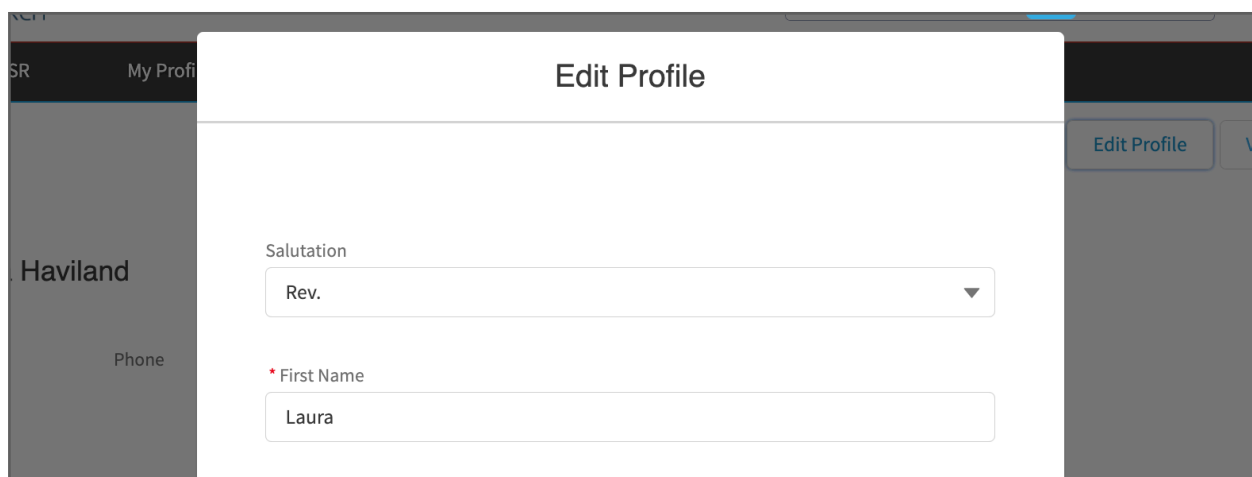 SR
My Profi
Edit Profile
Edit Profile
Haviland
Phone
Salutation
Rev.
* First Name
Laura